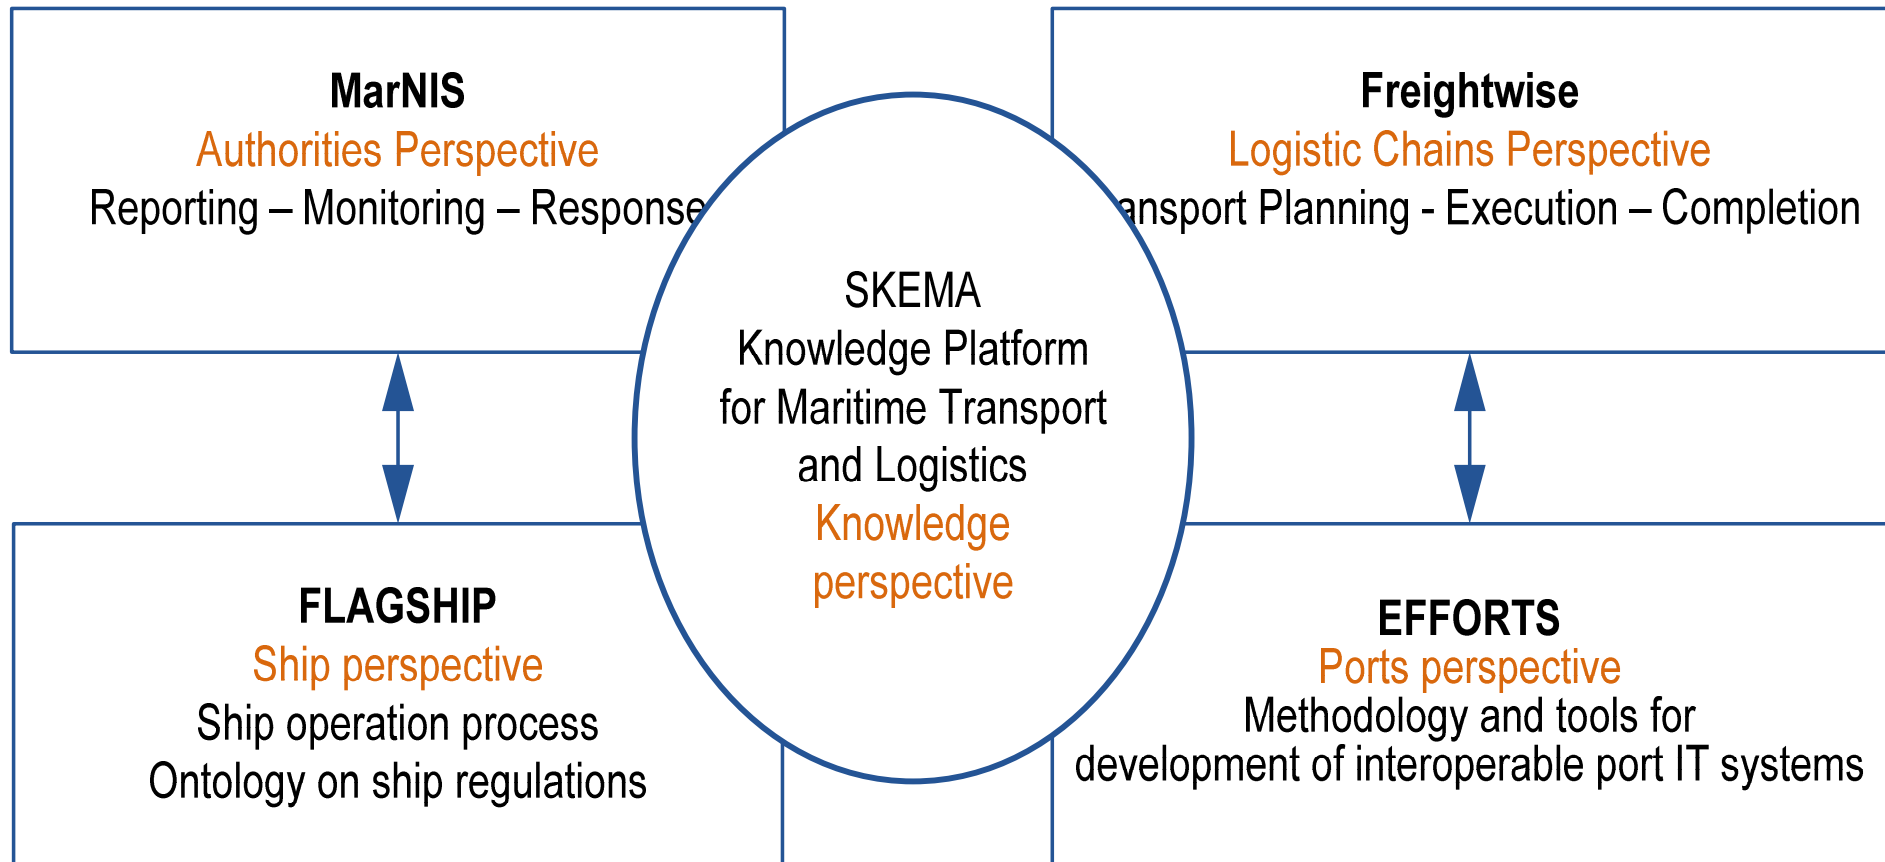 MarNIS
Authorities Perspective
Reporting – Monitoring – Response
Freightwise
Logistic Chains Perspective
ansport Planning - Execution – Completion
SKEMA
Knowledge Platform
for Maritime Transport
and Logistics
Knowledge
perspective
FLAGSHIP
Ship perspective
Ship operation process
Ontology on ship regulations
EFFORTS
Ports perspective
Methodology and tools for
development of interoperable port IT systems